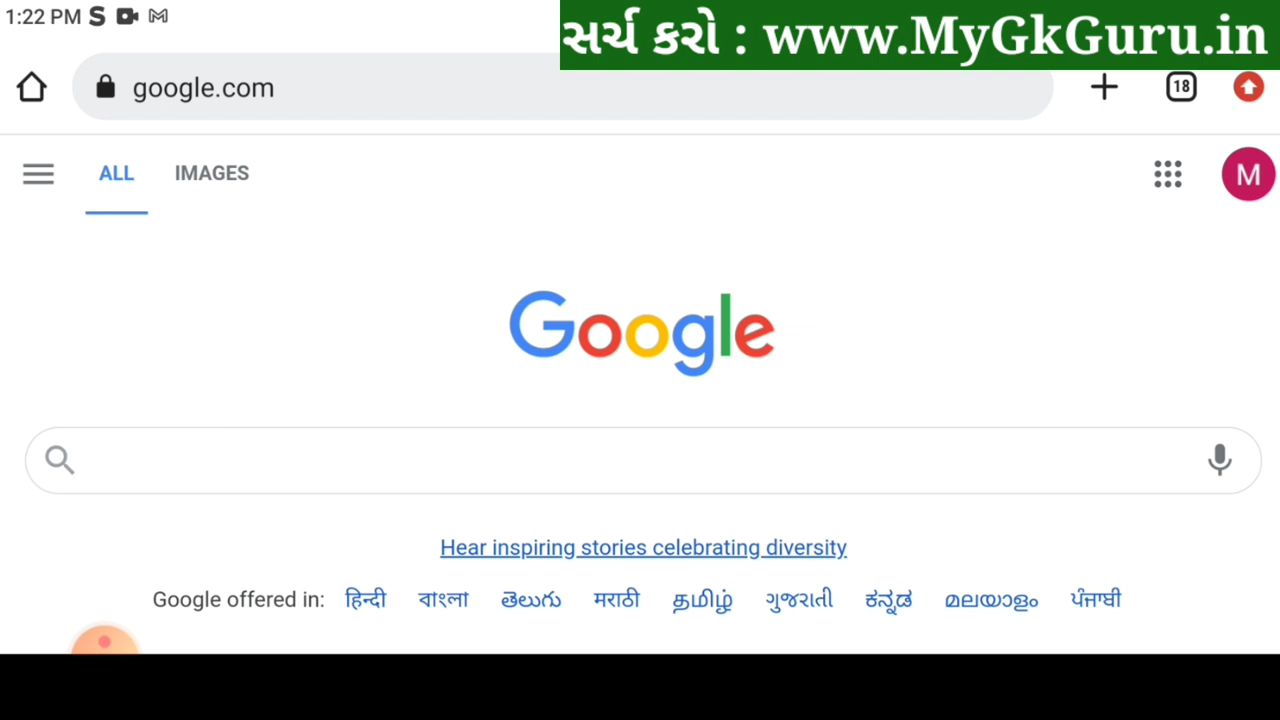 1:22 PM S
સર્ચ કરો : www.MyGkGuru.in
google.com
18
ALL IMAGES
M
Google
Hear inspiring stories celebrating diversity
Google offered in: हिन्दी বাংলা తెలుగు मराठी தமிழ் ગુજરાતી ಕನ್ನಡ മലയാളം ਪੰਜਾਬੀ